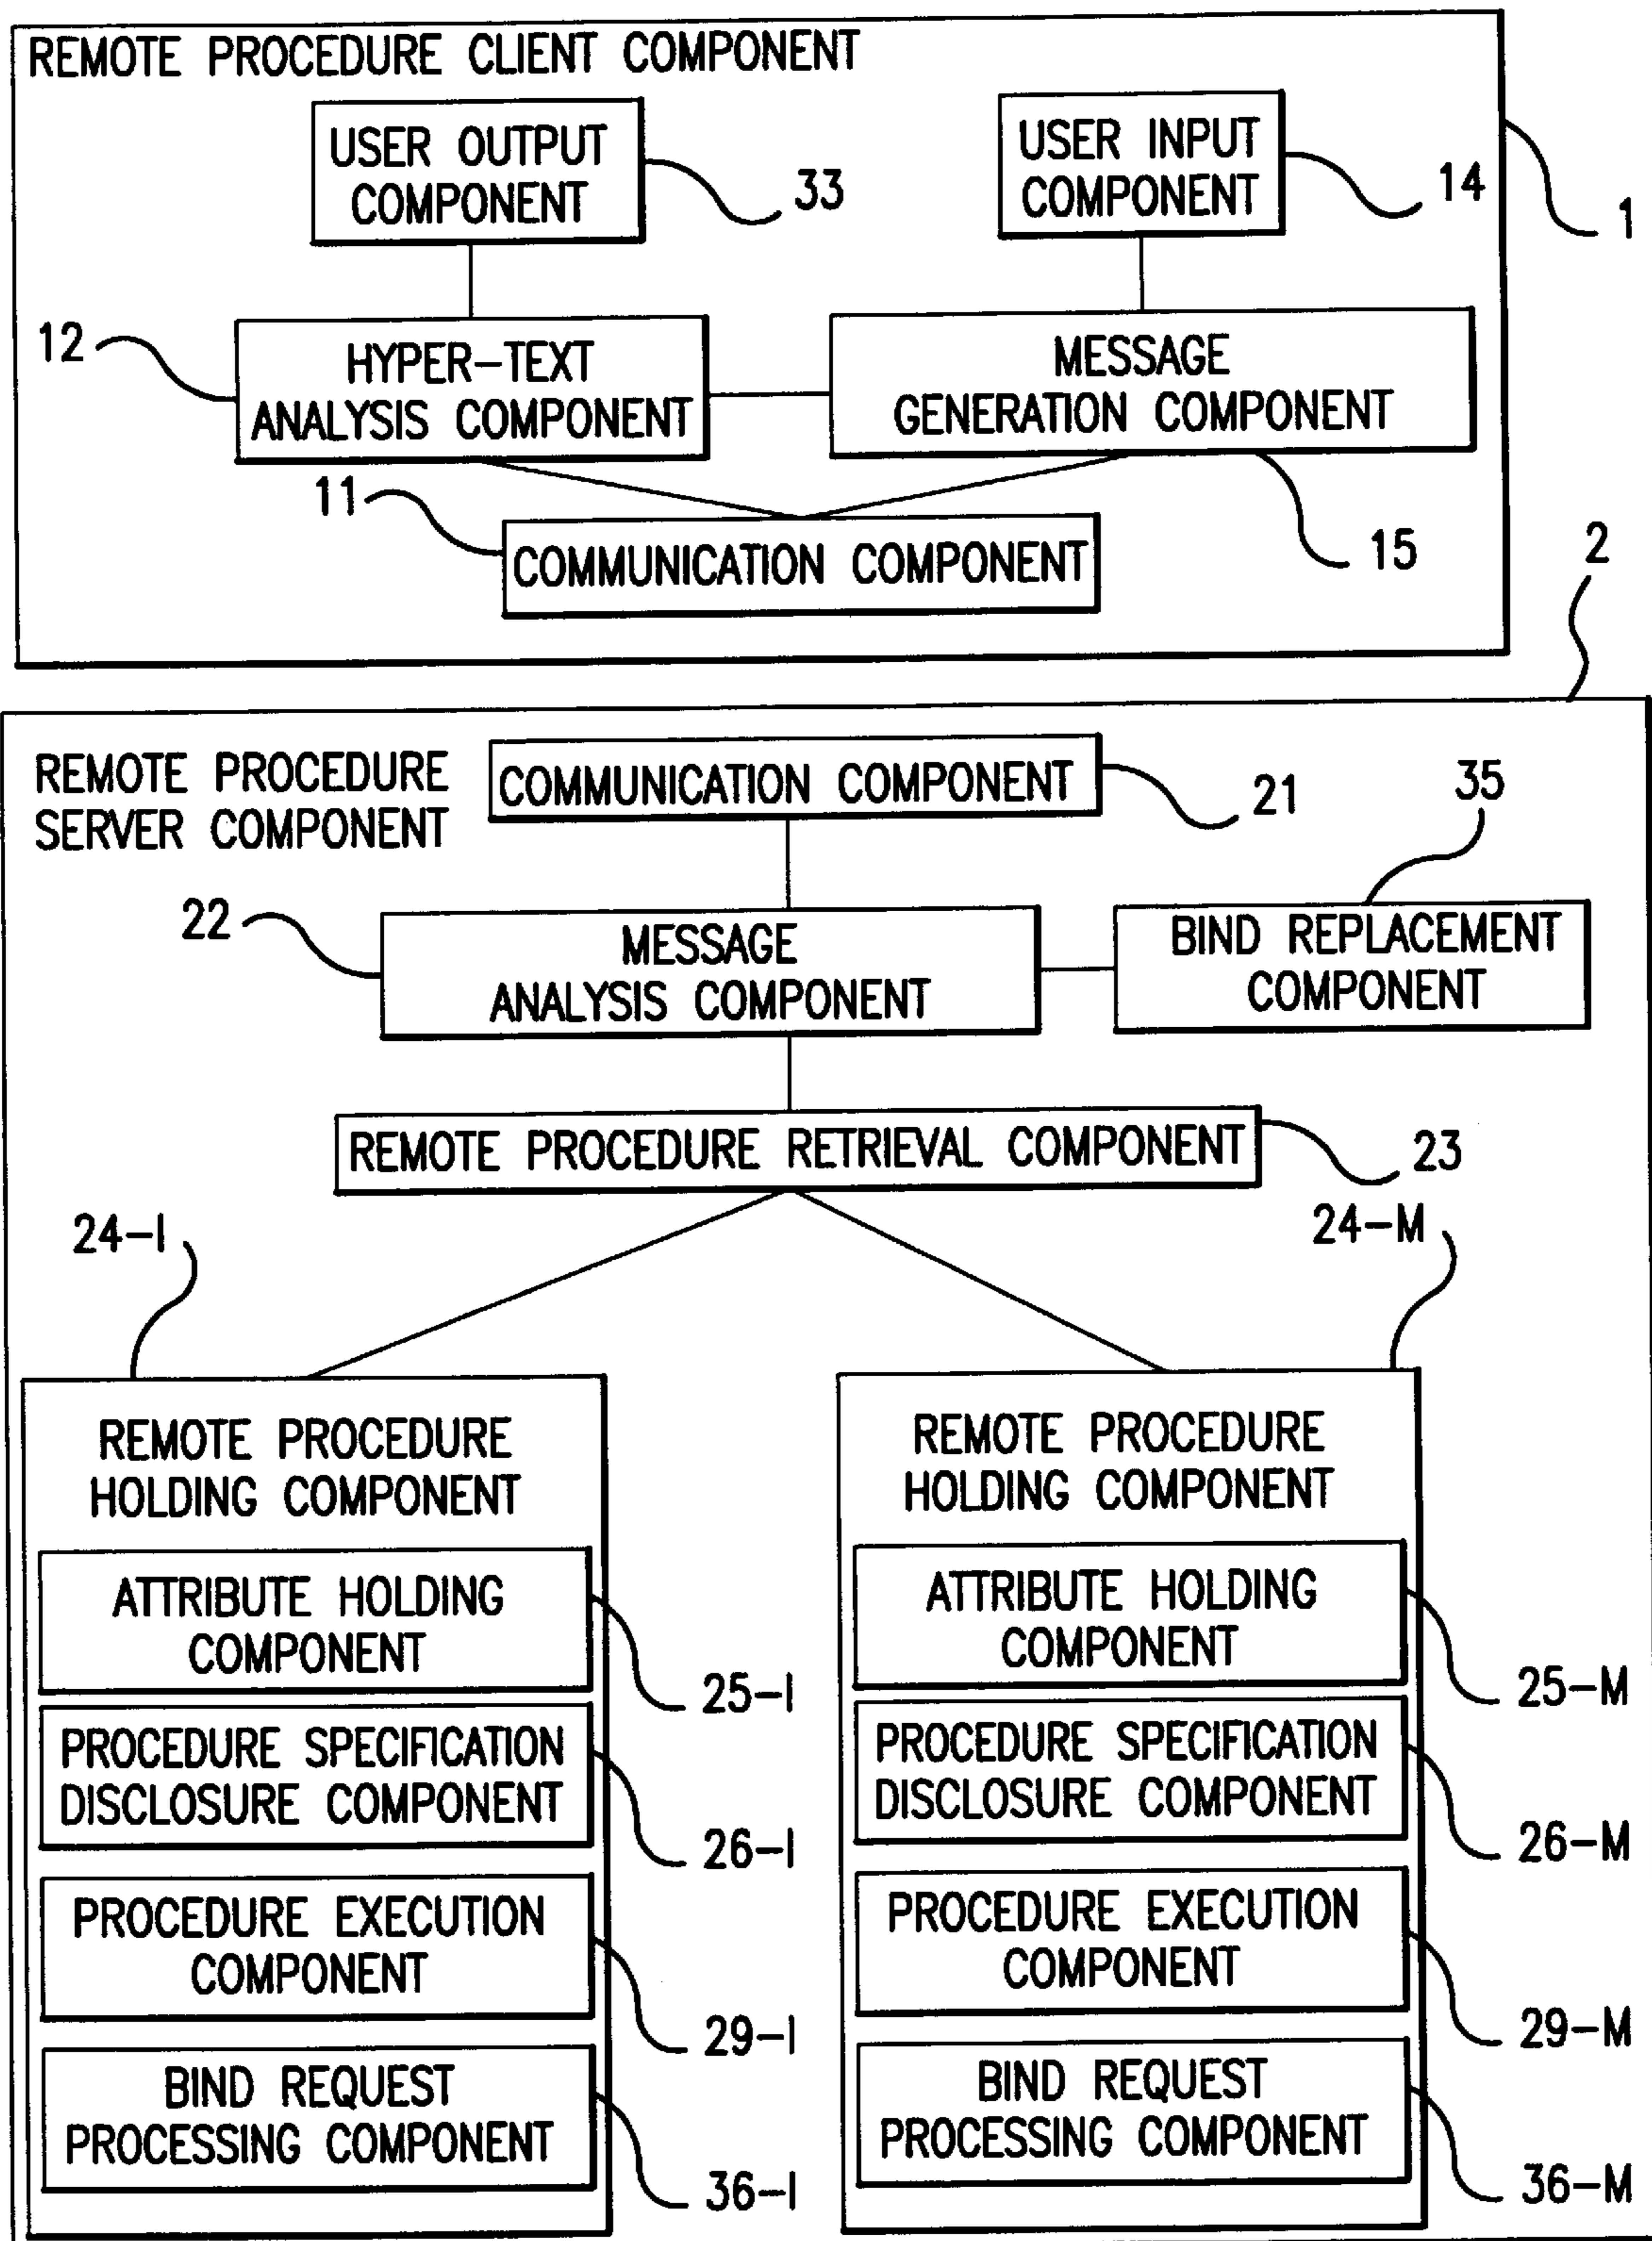 REMOTE PROCEDURE CLIENT COMPONENT
USER OUTPUT
COMPONENT
33
USER INPUT
COMPONENT
14
1
12
HYPER-TEXT
ANALYSIS COMPONENT
MESSAGE
GENERATION COMPONENT
11
COMMUNICATION COMPONENT
15
2
REMOTE PROCEDURE
SERVER COMPONENT
COMMUNICATION COMPONENT
21
35
22
MESSAGE
ANALYSIS COMPONENT
BIND REPLACEMENT
COMPONENT
REMOTE PROCEDURE RETRIEVAL COMPONENT
23
24-I
24-M
REMOTE PROCEDURE
HOLDING COMPONENT
ATTRIBUTE HOLDING
COMPONENT
25-I
PROCEDURE SPECIFICATION
DISCLOSURE COMPONENT
26-I
PROCEDURE EXECUTION
COMPONENT
29-I
BIND REQUEST
PROCESSING COMPONENT
36-I
REMOTE PROCEDURE
HOLDING COMPONENT
ATTRIBUTE HOLDING
COMPONENT
25-M
PROCEDURE SPECIFICATION
DISCLOSURE COMPONENT
26-M
PROCEDURE EXECUTION
COMPONENT
29-M
BIND REQUEST
PROCESSING COMPONENT
36-M